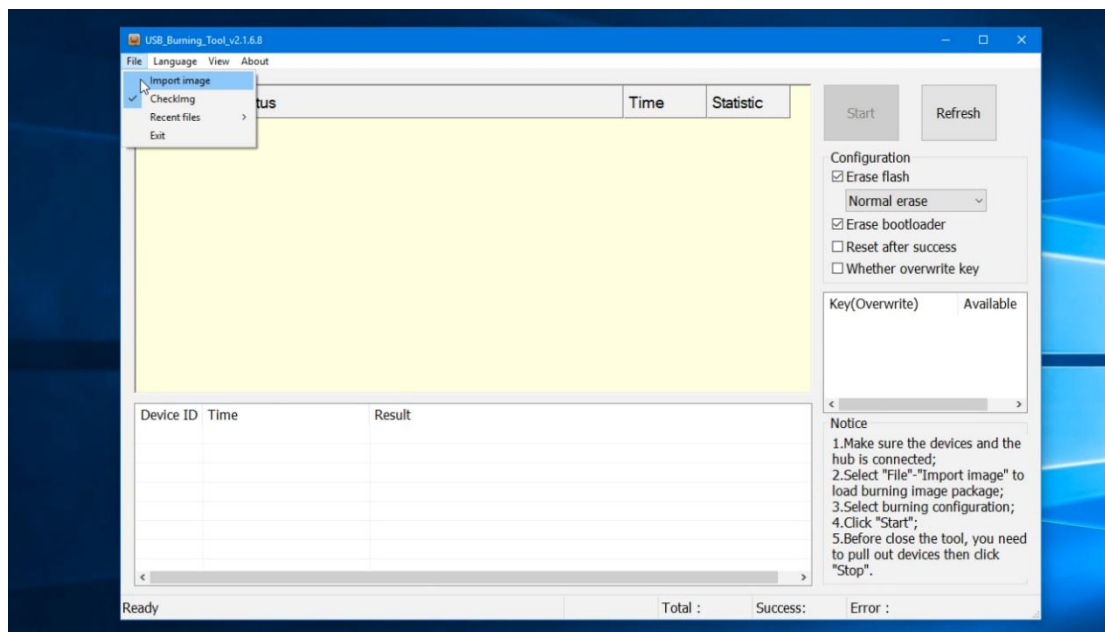 USB_Burning_Tool_v2.1.6.8
File Language View About
Import image
CheckImg
Recent files
Exit
tus Time Statistic
Start Refresh
Configuration
Erase flash
Normal erase
Erase bootloader
Reset after success
Whether overwrite key
Key(Overwrite) Available
Device ID Time Result
Notice
1.Make sure the devices and the
hub is connected;
2.Select "File"-"Import image" to
load burning image package;
3.Select burning configuration;
4.Click "Start";
5.Before close the tool, you need
to pull out devices then click
"Stop".
Ready Total : Success: Error :